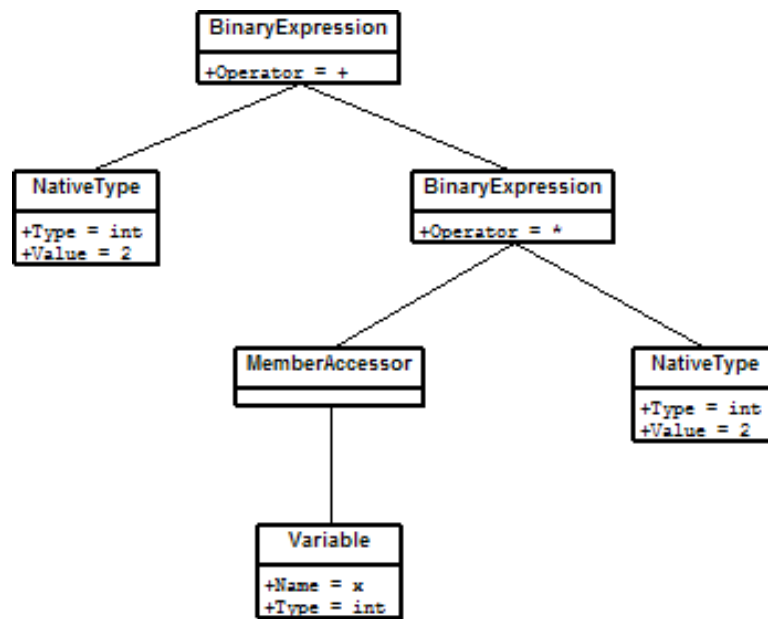 BinaryExpression
+Operator = +
NativeType
+Type = int
+Value = 2
BinaryExpression
+Operator = *
MemberAccessor
NativeType
+Type = int
+Value = 2
Variable
+Name = x
+Type = int